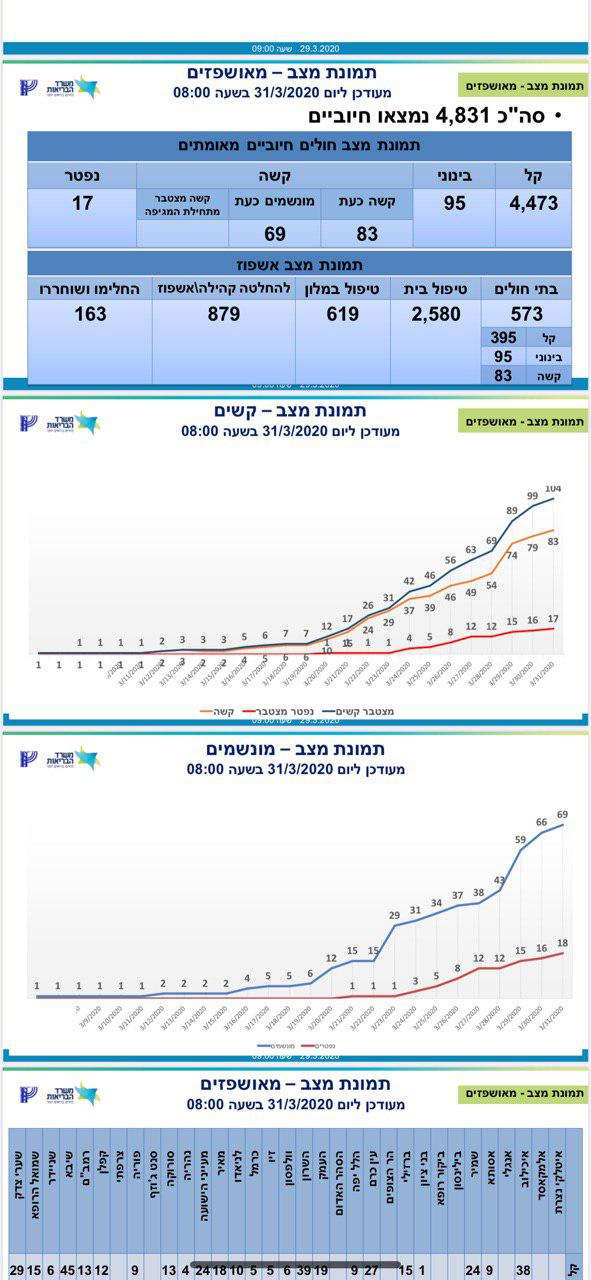 29.3.2020 שעה 09:00
תמונת מצב – מאושפזים
מעודכן ליום 31/3/2020 בשעה 08:00
תמונת מצב - מאושפזים
משרד הבריאות
• סה"כ 4,831 נמצאו חיוביים
תמונת מצב חולים חיוביים מאומתים
קל בינוני קשה נפטר
קשה כעת מונשמים כעת קשה מצטבר מתחילת המגיפה
4,473 95 83 69 17
תמונת מצב אשפוז
בתי חולים טיפול בית טיפול במלון להחלטה קהילה\אשפוז החלימו ושוחררו
573 2,580 619 879 163
קל 395
בינוני 95
קשה 83
29.3.2020 שעה 09:00
תמונת מצב – קשים
מעודכן ליום 31/3/2020 בשעה 08:00
תמונת מצב - מאושפזים
משרד הבריאות
1 1 1 1 2 3 3 3 5 6 7 7 12 17 26 31 42 46 56 63 69 89 99 104
1 1 1 1 1 1 2 3 2 2 4 5 6 6 10 16 24 29 37 39 46 49 54 74 79 83
1 1 1 1 4 5 8 12 12 15 16 17
3/11/2020 3/12/2020 3/13/2020 3/14/2020 3/15/2020 3/16/2020 3/17/2020 3/18/2020 3/19/2020 3/20/2020 3/21/2020 3/22/2020 3/23/2020 3/24/2020 3/25/2020 3/26/2020 3/27/2020 3/28/2020 3/29/2020 3/30/2020 3/31/2020
מצטבר קשים נפטר מצטבר קשה
29.3.2020 שעה 09:00
תמונת מצב – מונשמים
מעודכן ליום 31/3/2020 בשעה 08:00
משרד הבריאות
1 1 1 1 1 1 2 2 2 2 4 5 5 6 12 15 15 29 31 34 37 38 43 59 66 69
1 1 1 3 5 8 12 12 15 16 18
3/9/2020 3/10/2020 3/11/2020 3/12/2020 3/13/2020 3/14/2020 3/15/2020 3/16/2020 3/17/2020 3/18/2020 3/19/2020 3/20/2020 3/21/2020 3/22/2020 3/23/2020 3/24/2020 3/25/2020 3/26/2020 3/27/2020 3/28/2020 3/29/2020 3/30/2020 3/31/2020
נפטרים מונשמים
29.3.2020 שעה 09:00
תמונת מצב – מאושפזים
מעודכן ליום 31/3/2020 בשעה 08:00
תמונת מצב - מאושפזים
משרד הבריאות
איטלקי נצרת אלמקאסד איכילוב אנגלי אסותא שמיר בילינסון ביקור רופא בני ציון ברזילי הר הצופים עין כרם הלל יפה הסהר האדום העמק השרון וולפסון זיו כרמל לניאדו מאיר מעייני הישועה נהריה סורוקה סנט ג'וזף פוריה צרפתי קפלן רמב"ם שיבא שניידר שמואל הרופא שערי צדק
קל 38 9 24 1 15 27 9 19 39 6 5 5 10 18 24 4 13 9 12 13 45 6 15 29